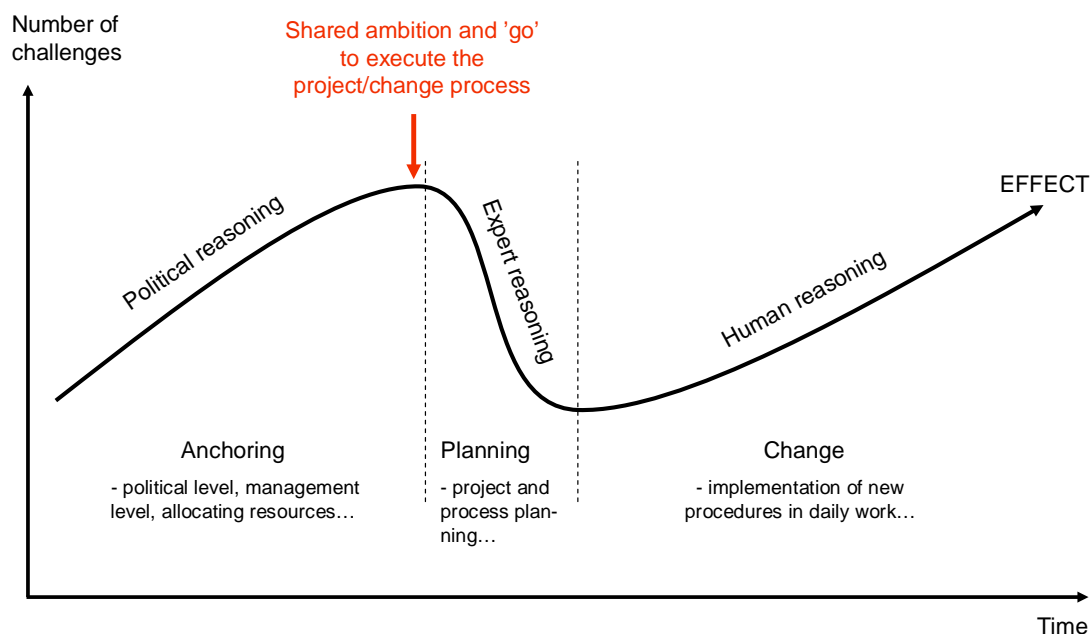 Number of
challenges
Shared ambition and ’go’
to execute the
project/change process
EFFECT
Political reasoning
Expert reasoning
Human reasoning
Anchoring
- political level, management
level, allocating resources…
Planning
- project and
process plan-
ning…
Change
- implementation of new
procedures in daily work…
Time